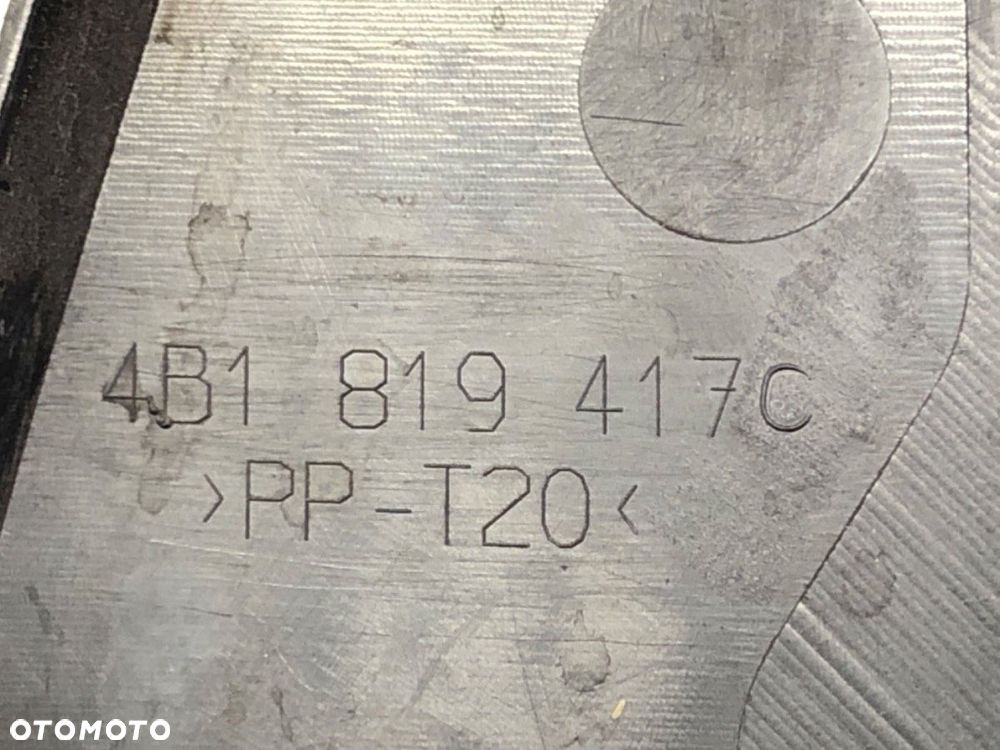 4B1 819 417C
>PP-T20<
OTOMOTO